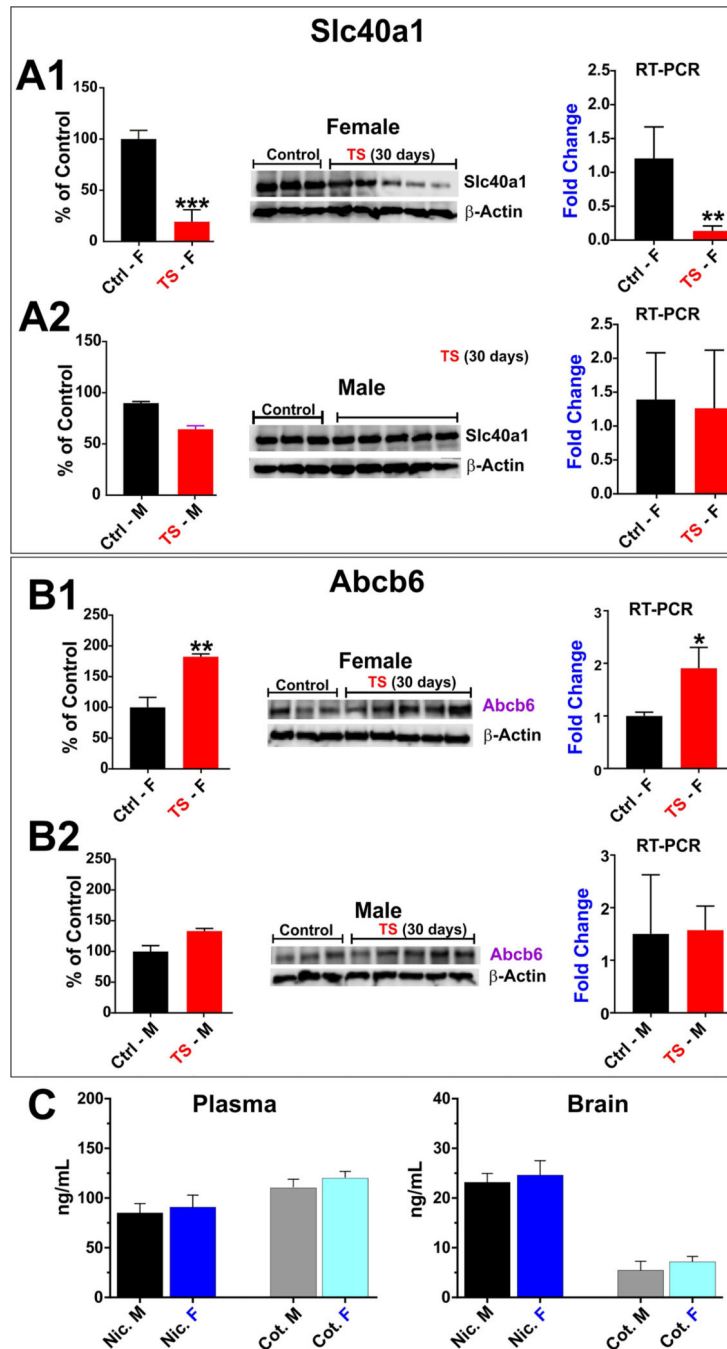 Slc40a1
A1
% of Control
150
100
50
0
Ctrl - F
***
TS - F
Female
Control TS (30 days)
Slc40a1
β-Actin
RT-PCR
Fold Change
2.5
2.0
1.5
1.0
0.5
0.0
Ctrl - F
**
TS - F
A2
% of Control
150
100
50
0
Ctrl - M
TS - M
TS (30 days)
Male
Control
Slc40a1
β-Actin
RT-PCR
Fold Change
2.5
2.0
1.5
1.0
0.5
0.0
Ctrl - F
TS - F
Abcb6
B1
% of Control
250
200
150
100
50
0
Ctrl - F
**
TS - F
Female
Control TS (30 days)
Abcb6
β-Actin
RT-PCR
Fold Change
3
2
1
0
Ctrl - F
*
TS - F
B2
% of Control
250
200
150
100
50
0
Ctrl - M
TS - M
Male
Control TS (30 days)
Abcb6
β-Actin
RT-PCR
Fold Change
3
2
1
0
Ctrl - M
TS - M
C
Plasma
ng/mL
200
150
100
50
0
Nic. M
Nic. F
Cot. M
Cot. F
Brain
ng/mL
40
30
20
10
0
Nic. M
Nic. F
Cot. M
Cot. F